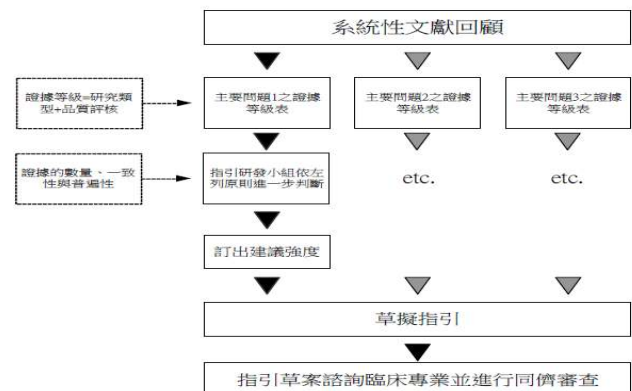 系統性文獻回顧
證據等級=研究類
型+品質評核
主要問題1之證據
等級表
主要問題2之證據
等級表
主要問題3之證據
等級表
證據的數量、一致
性與普遍性
指引研發小組依左
列原則進一步判斷
etc.
etc.
訂出建議強度
草擬指引
指引草案諮詢臨床專業並進行同儕審查